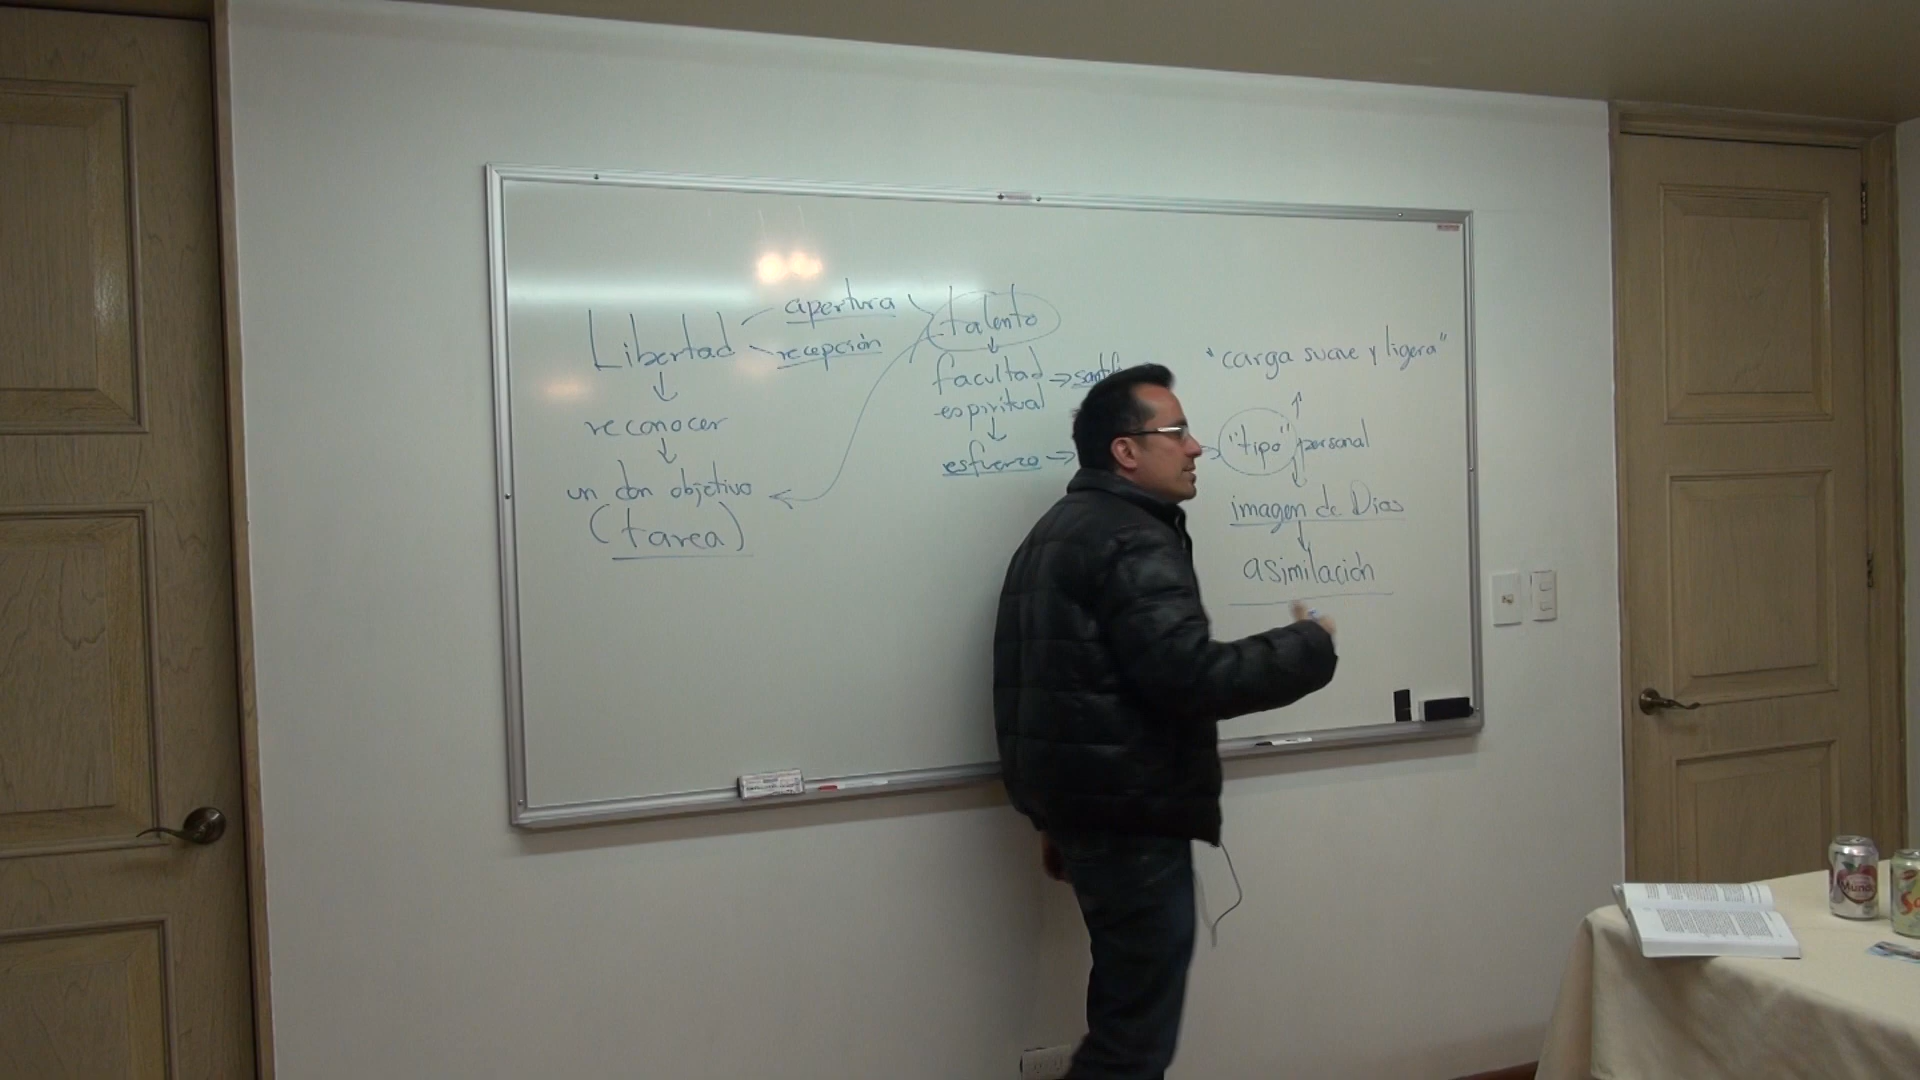 Libertad
apertura
recepción
reconocer
un don objetivo
(tarea)
talento
facultad
espiritual
esfuerzo
"carga suave y ligera"
"tipo" personal
imagen de Dios
asimilación
Mund